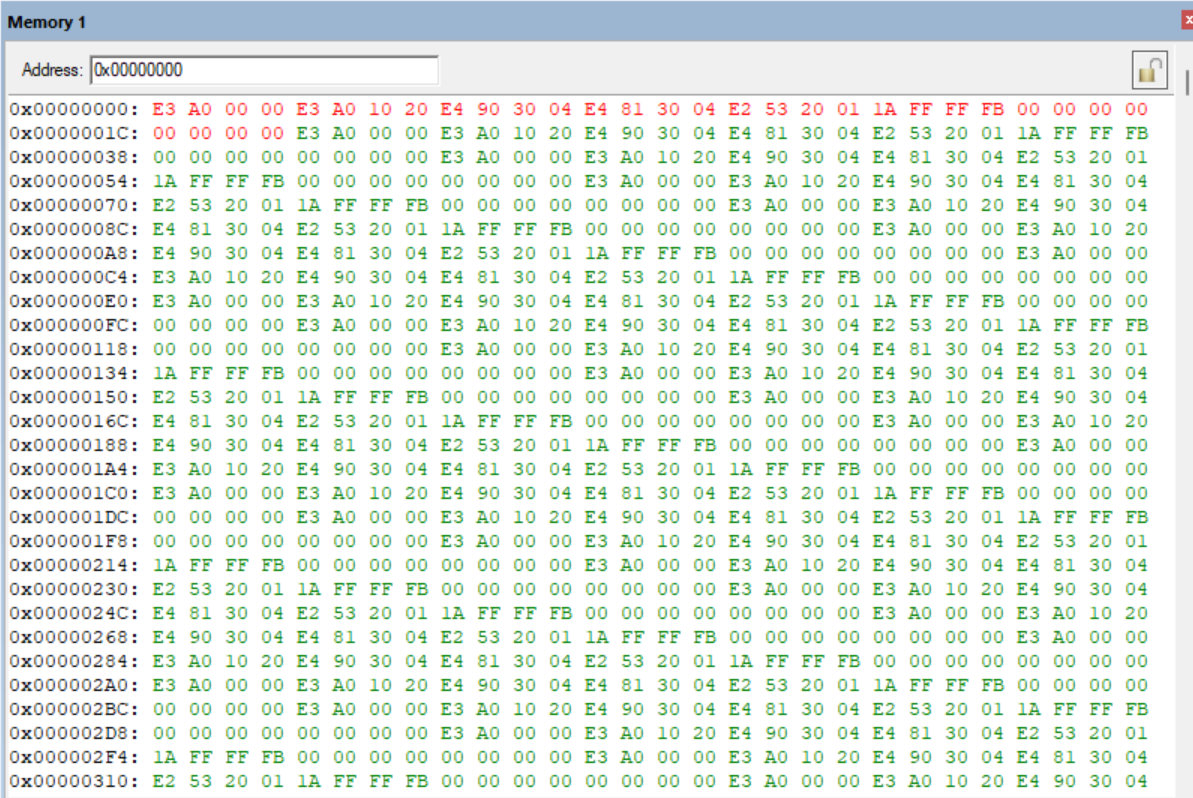 Memory 1
Address: 0x00000000
0x00000000: E3 A0 00 00 E3 A0 10 20 E4 90 30 04 E4 81 30 04 E2 53 20 01 1A FF FF FB 00 00 00 00
0x0000001C: 00 00 00 00 E3 A0 00 00 E3 A0 10 20 E4 90 30 04 E4 81 30 04 E2 53 20 01 1A FF FF FB
0x00000038: 00 00 00 00 00 00 00 00 E3 A0 00 00 E3 A0 10 20 E4 90 30 04 E4 81 30 04 E2 53 20 01
0x00000054: 1A FF FF FB 00 00 00 00 00 00 00 00 E3 A0 00 00 E3 A0 10 20 E4 90 30 04 E4 81 30 04
0x00000070: E2 53 20 01 1A FF FF FB 00 00 00 00 00 00 00 00 E3 A0 00 00 E3 A0 10 20 E4 90 30 04
0x0000008C: E4 81 30 04 E2 53 20 01 1A FF FF FB 00 00 00 00 00 00 00 00 E3 A0 00 00 E3 A0 10 20
0x000000A8: E4 90 30 04 E4 81 30 04 E2 53 20 01 1A FF FF FB 00 00 00 00 00 00 00 00 E3 A0 00 00
0x000000C4: E3 A0 10 20 E4 90 30 04 E4 81 30 04 E2 53 20 01 1A FF FF FB 00 00 00 00 00 00 00 00
0x000000E0: E3 A0 00 00 E3 A0 10 20 E4 90 30 04 E4 81 30 04 E2 53 20 01 1A FF FF FB 00 00 00 00
0x000000FC: 00 00 00 00 E3 A0 00 00 E3 A0 10 20 E4 90 30 04 E4 81 30 04 E2 53 20 01 1A FF FF FB
0x00000118: 00 00 00 00 00 00 00 00 E3 A0 00 00 E3 A0 10 20 E4 90 30 04 E4 81 30 04 E2 53 20 01
0x00000134: 1A FF FF FB 00 00 00 00 00 00 00 00 E3 A0 00 00 E3 A0 10 20 E4 90 30 04 E4 81 30 04
0x00000150: E2 53 20 01 1A FF FF FB 00 00 00 00 00 00 00 00 E3 A0 00 00 E3 A0 10 20 E4 90 30 04
0x0000016C: E4 81 30 04 E2 53 20 01 1A FF FF FB 00 00 00 00 00 00 00 00 E3 A0 00 00 E3 A0 10 20
0x00000188: E4 90 30 04 E4 81 30 04 E2 53 20 01 1A FF FF FB 00 00 00 00 00 00 00 00 E3 A0 00 00
0x000001A4: E3 A0 10 20 E4 90 30 04 E4 81 30 04 E2 53 20 01 1A FF FF FB 00 00 00 00 00 00 00 00
0x000001C0: E3 A0 00 00 E3 A0 10 20 E4 90 30 04 E4 81 30 04 E2 53 20 01 1A FF FF FB 00 00 00 00
0x000001DC: 00 00 00 00 E3 A0 00 00 E3 A0 10 20 E4 90 30 04 E4 81 30 04 E2 53 20 01 1A FF FF FB
0x000001F8: 00 00 00 00 00 00 00 00 E3 A0 00 00 E3 A0 10 20 E4 90 30 04 E4 81 30 04 E2 53 20 01
0x00000214: 1A FF FF FB 00 00 00 00 00 00 00 00 E3 A0 00 00 E3 A0 10 20 E4 90 30 04 E4 81 30 04
0x00000230: E2 53 20 01 1A FF FF FB 00 00 00 00 00 00 00 00 E3 A0 00 00 E3 A0 10 20 E4 90 30 04
0x0000024C: E4 81 30 04 E2 53 20 01 1A FF FF FB 00 00 00 00 00 00 00 00 E3 A0 00 00 E3 A0 10 20
0x00000268: E4 90 30 04 E4 81 30 04 E2 53 20 01 1A FF FF FB 00 00 00 00 00 00 00 00 E3 A0 00 00
0x00000284: E3 A0 10 20 E4 90 30 04 E4 81 30 04 E2 53 20 01 1A FF FF FB 00 00 00 00 00 00 00 00
0x000002A0: E3 A0 00 00 E3 A0 10 20 E4 90 30 04 E4 81 30 04 E2 53 20 01 1A FF FF FB 00 00 00 00
0x000002BC: 00 00 00 00 E3 A0 00 00 E3 A0 10 20 E4 90 30 04 E4 81 30 04 E2 53 20 01 1A FF FF FB
0x000002D8: 00 00 00 00 00 00 00 00 E3 A0 00 00 E3 A0 10 20 E4 90 30 04 E4 81 30 04 E2 53 20 01
0x000002F4: 1A FF FF FB 00 00 00 00 00 00 00 00 E3 A0 00 00 E3 A0 10 20 E4 90 30 04 E4 81 30 04
0x00000310: E2 53 20 01 1A FF FF FB 00 00 00 00 00 00 00 00 E3 A0 00 00 E3 A0 10 20 E4 90 30 04